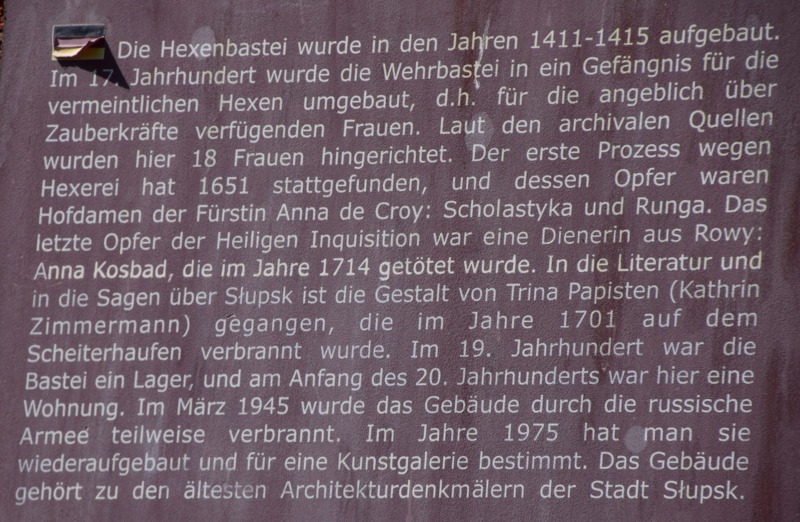 Die Hexenbastei wurde in den Jahren 1411-1415 aufgebaut.
Im 17. Jahrhundert wurde die Wehrbastei in ein Gefängnis für die
vermeintlichen Hexen umgebaut, d.h. für die angeblich über
Zauberkräfte verfügenden Frauen. Laut den archivalen Quellen
wurden hier 18 Frauen hingerichtet. Der erste Prozess wegen
Hexerei hat 1651 stattgefunden, und dessen Opfer waren
Hofdamen der Fürstin Anna de Croy: Scholastyka und Runga. Das
letzte Opfer der Heiligen Inquisition war eine Dienerin aus Rowy:
Anna Kosbad, die im Jahre 1714 getötet wurde. In die Literatur und
in die Sagen über Słupsk ist die Gestalt von Trina Papisten (Kathrin
Zimmermann) gegangen, die im Jahre 1701 auf dem
Scheiterhaufen verbrannt wurde. Im 19. Jahrhundert war die
Bastei ein Lager, und am Anfang des 20. Jahrhunderts war hier eine
Wohnung. Im März 1945 wurde das Gebäude durch die russische
Armee teilweise verbrannt. Im Jahre 1975 hat man sie
wiederaufgebaut und für eine Kunstgalerie bestimmt. Das Gebäude
gehört zu den ältesten Architekturdenkmälern der Stadt Słupsk.